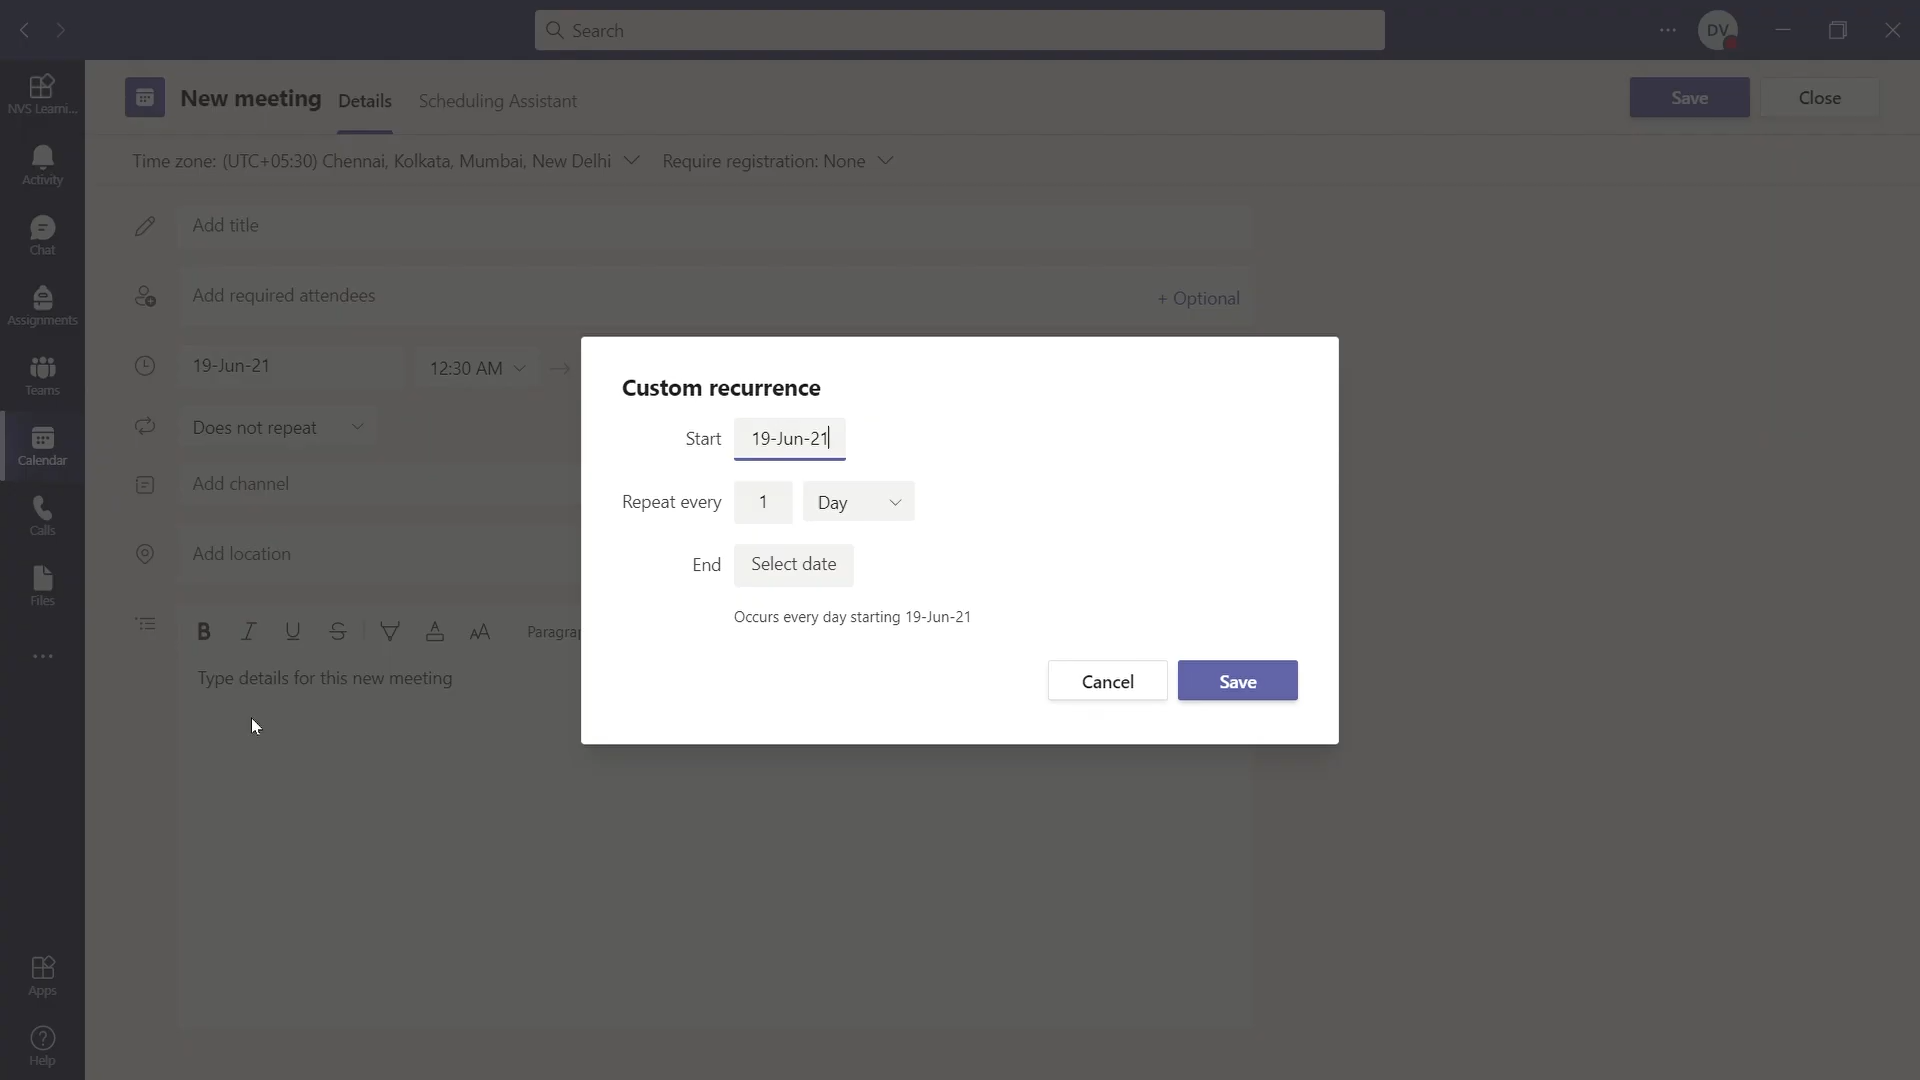 Search
DV
NVS Learni...
Activity
Chat
Assignments
Teams
Calendar
Calls
Files
Apps
Help
New meeting
Details
Scheduling Assistant
Save
Close
Time zone: (UTC+05:30) Chennai, Kolkata, Mumbai, New Delhi
Require registration: None
Add title
Add required attendees
+ Optional
19-Jun-21
12:30 AM
Does not repeat
Add channel
Add location
Paragrap
Type details for this new meeting
Custom recurrence
Start 19-Jun-21
Repeat every 1 Day
End Select date
Occurs every day starting 19-Jun-21
Cancel
Save